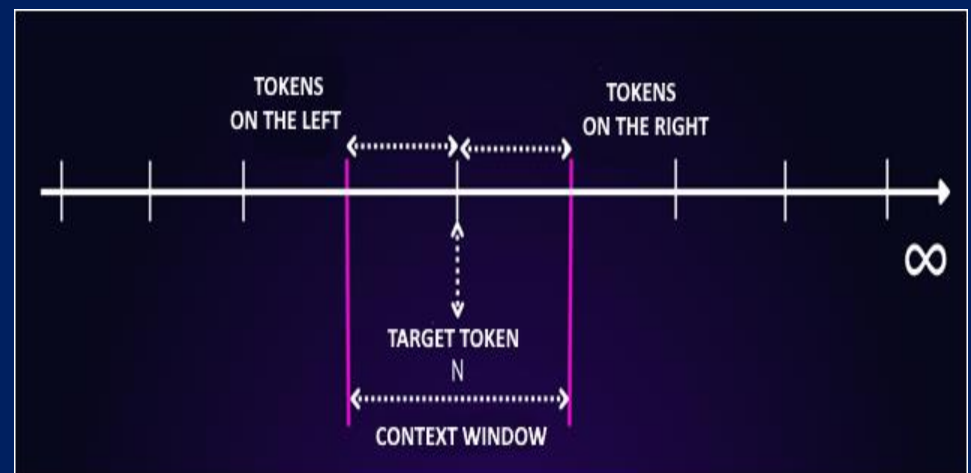 TOKENS
ON THE LEFT
TOKENS
ON THE RIGHT
∞
TARGET TOKEN
N
CONTEXT WINDOW